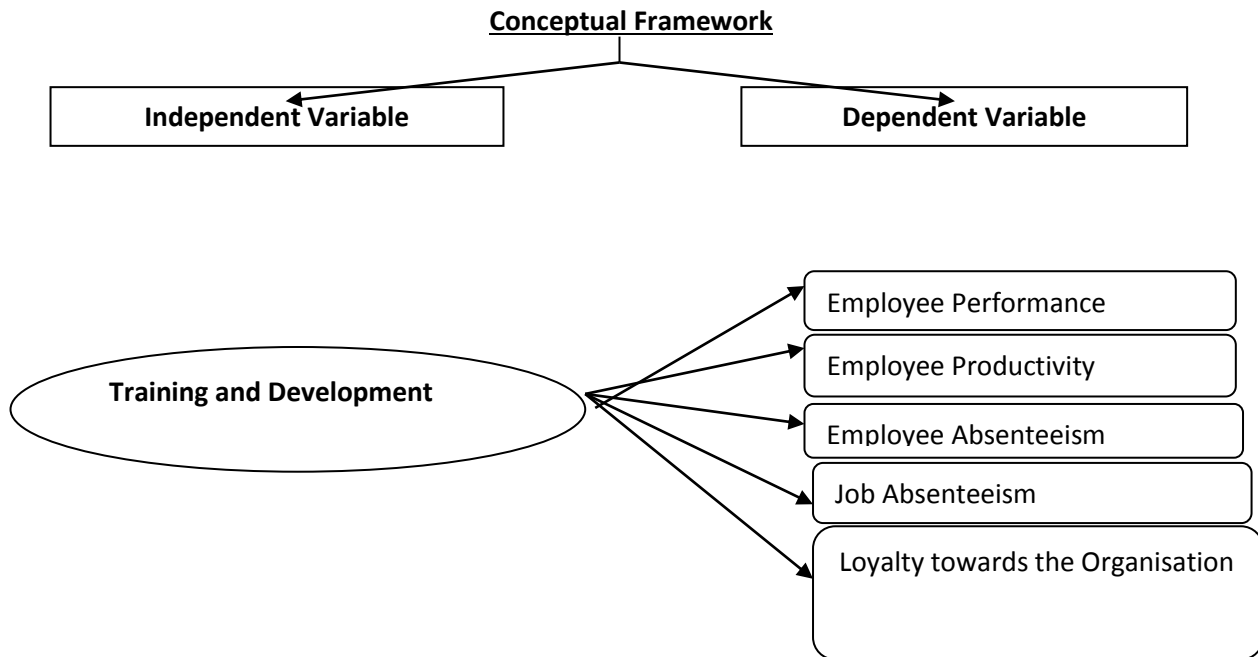 Conceptual Framework
Independent Variable
Dependent Variable
Training and Development
Employee Performance
Employee Productivity
Employee Absenteeism
Job Absenteeism
Loyalty towards the Organisation